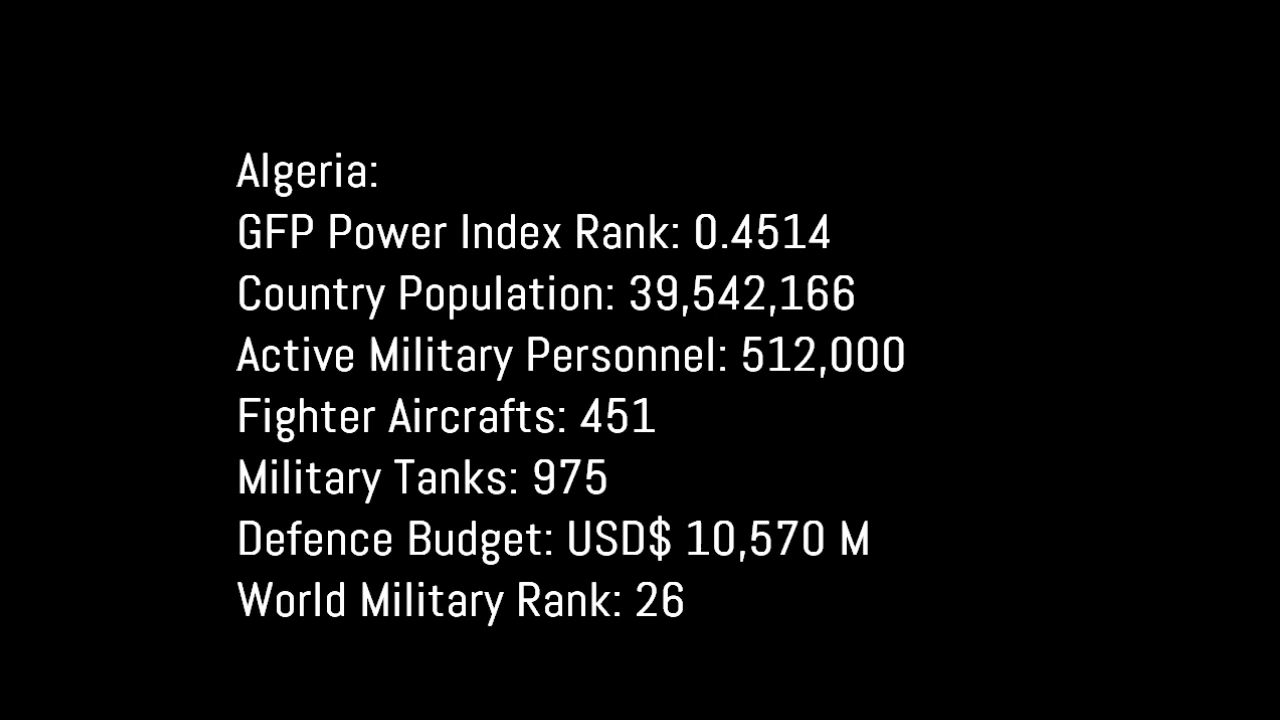 Algeria:
GFP Power Index Rank: 0.4514
Country Population: 39,542,166
Active Military Personnel: 512,000
Fighter Aircrafts: 451
Military Tanks: 975
Defence Budget: USD$ 10,570 M
World Military Rank: 26